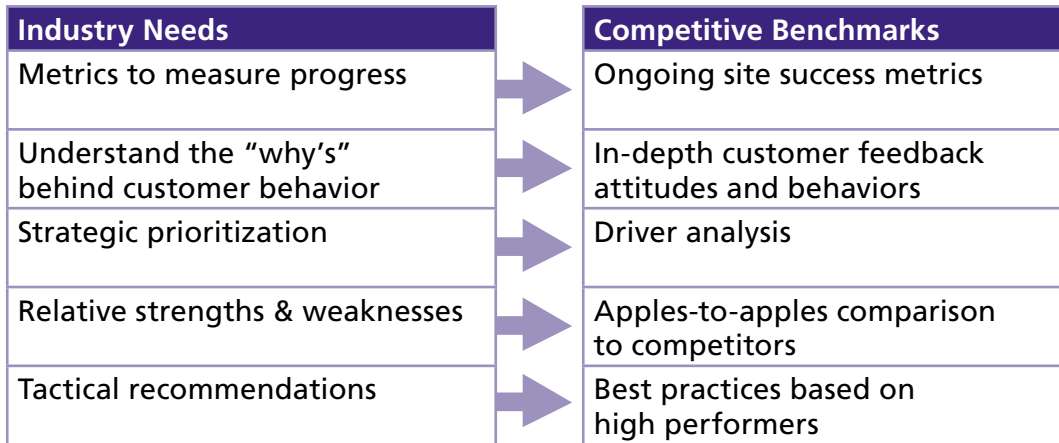 Industry Needs
Competitive Benchmarks
Metrics to measure progress
Ongoing site success metrics
Understand the “why’s”
behind customer behavior
In-depth customer feedback
attitudes and behaviors
Strategic prioritization
Driver analysis
Relative strengths & weaknesses
Apples-to-apples comparison
to competitors
Tactical recommendations
Best practices based on
high performers